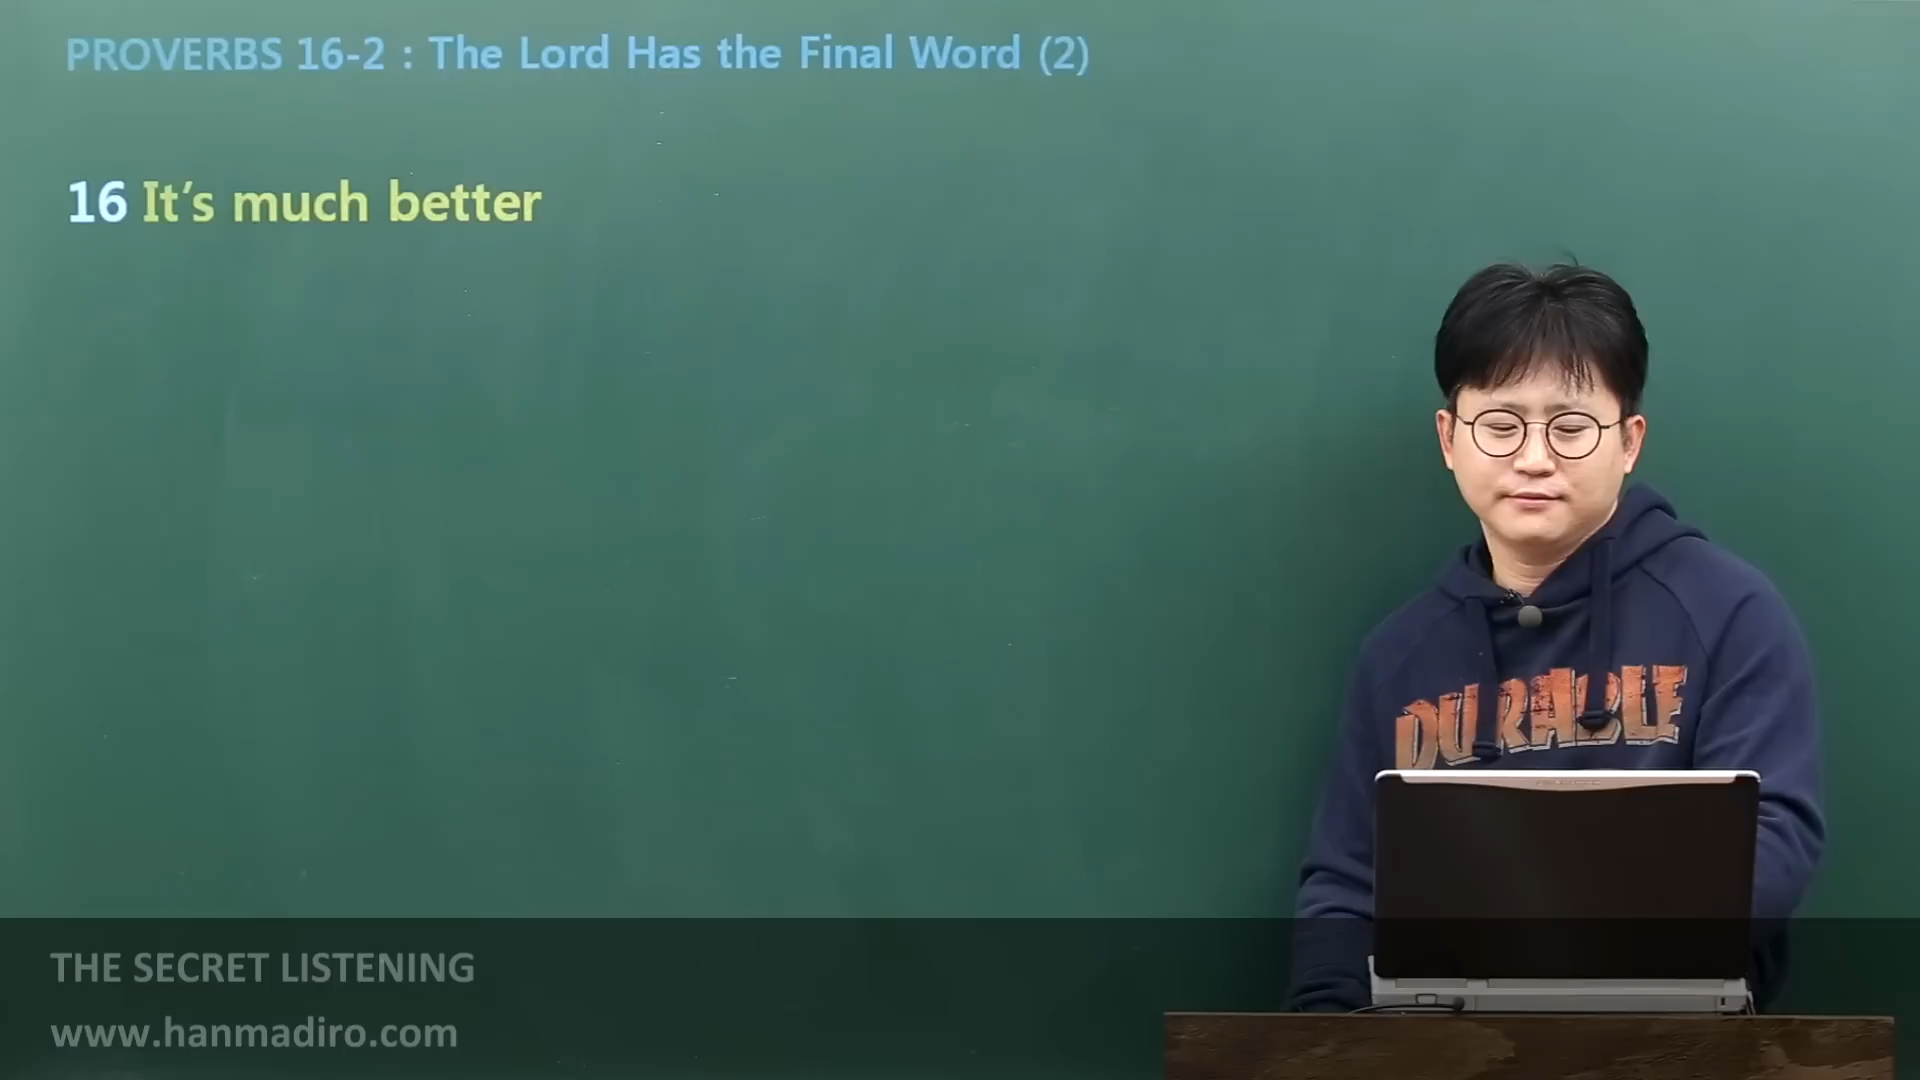 PROVERBS 16-2 : The Lord Has the Final Word (2)
16 It’s much better
DURABLE
THE SECRET LISTENING
www.hanmadiro.com